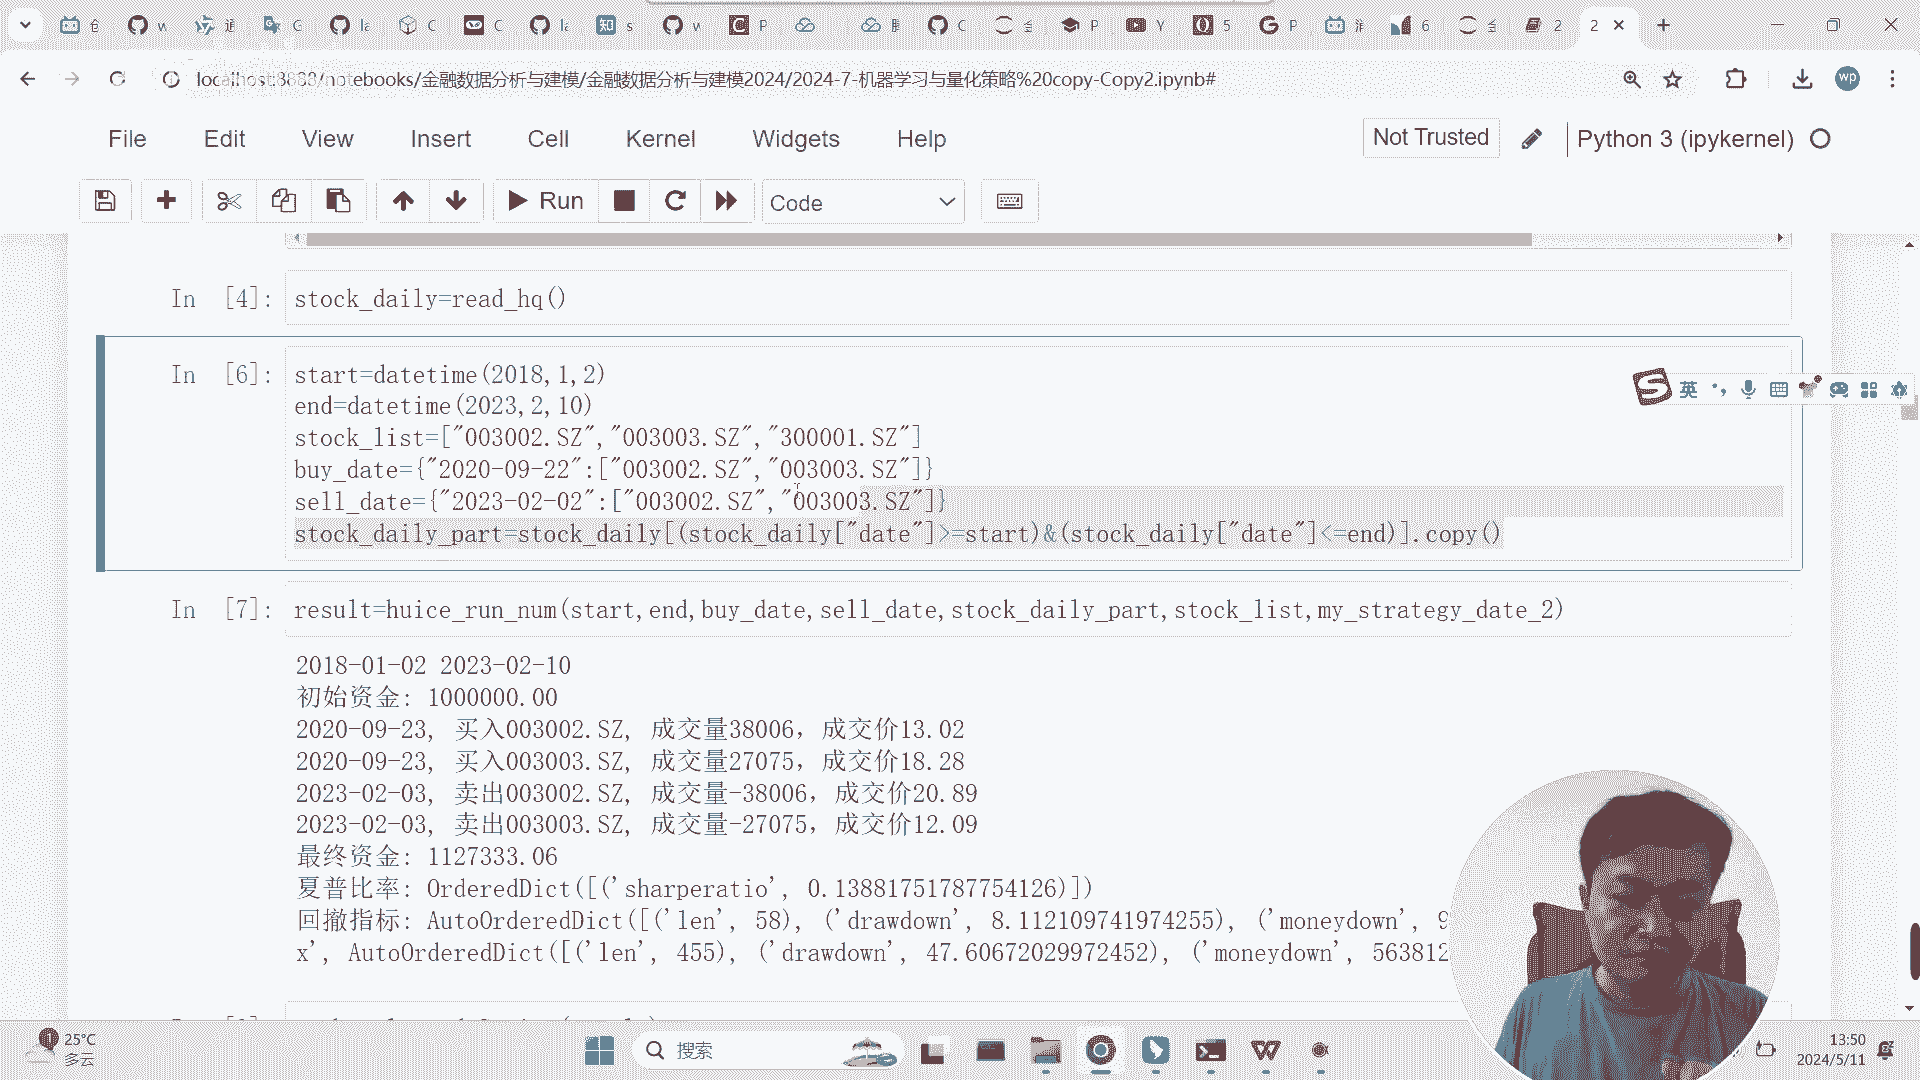 localhost:8888/notebooks/金融数据分析与建模/金融数据分析与建模2024/2024-7-机器学习与量化策略%20copy-Copy2.ipynb#
wp
File Edit View Insert Cell Kernel Widgets Help
Not Trusted
Python 3 (ipykernel)
Run
Code
In [4]: stock_daily=read_hq()
In [6]: start=datetime(2018,1,2)
end=datetime(2023,2,10)
stock_list=["003002.SZ","003003.SZ","300001.SZ"]
buy_date={"2020-09-22":["003002.SZ","003003.SZ"]}
sell_date={"2023-02-02":["003002.SZ","003003.SZ"]}
stock_daily_part=stock_daily[(stock_daily["date"]>=start)&(stock_daily["date"]<=end)].copy()
英
In [7]: result=huice_run_num(start,end,buy_date,sell_date,stock_daily_part,stock_list,my_strategy_date_2)
2018-01-02 2023-02-10
初始资金: 1000000.00
2020-09-23, 买入003002.SZ, 成交量38006, 成交价13.02
2020-09-23, 买入003003.SZ, 成交量27075, 成交价18.28
2023-02-03, 卖出003002.SZ, 成交量-38006, 成交价20.89
2023-02-03, 卖出003003.SZ, 成交量-27075, 成交价12.09
最终资金: 1127333.06
夏普比率: OrderedDict([('sharperatio', 0.13881751787754126)])
回撤指标: AutoOrderedDict([('len', 58), ('drawdown', 8.112109741974255), ('moneydown', 9
x', AutoOrderedDict([('len', 455), ('drawdown', 47.60672029972452), ('moneydown', 563812
25°C
多云
搜索
13:50
2024/5/11